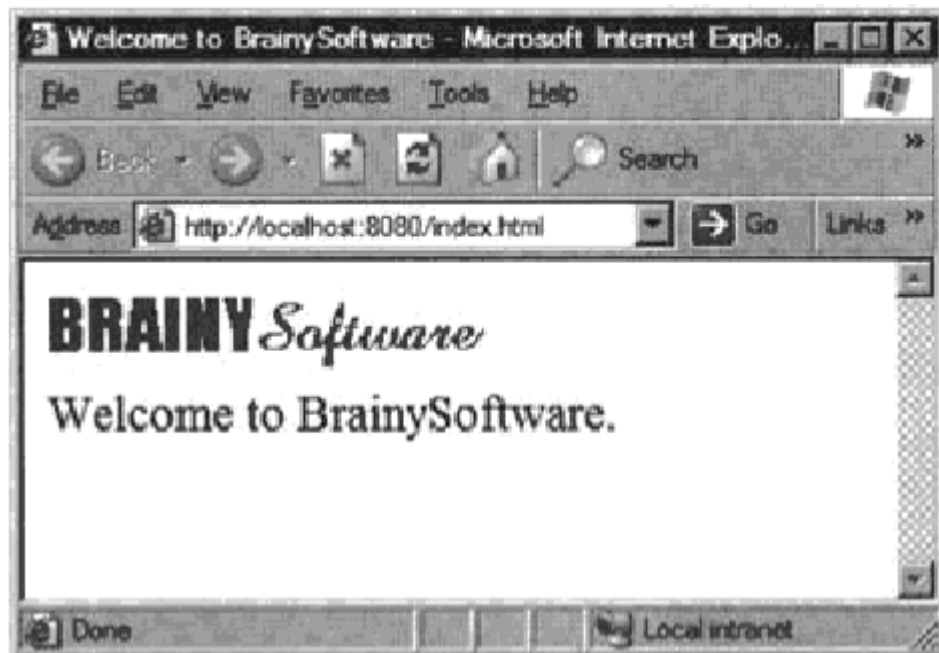 Welcome to BrainySoftware - Microsoft Internet Explo...
File Edit View Favorites Tools Help
Back Search
Address http://localhost:8080/index.html Go Links »
BRAINY Software
Welcome to BrainySoftware.
Done Local intranet